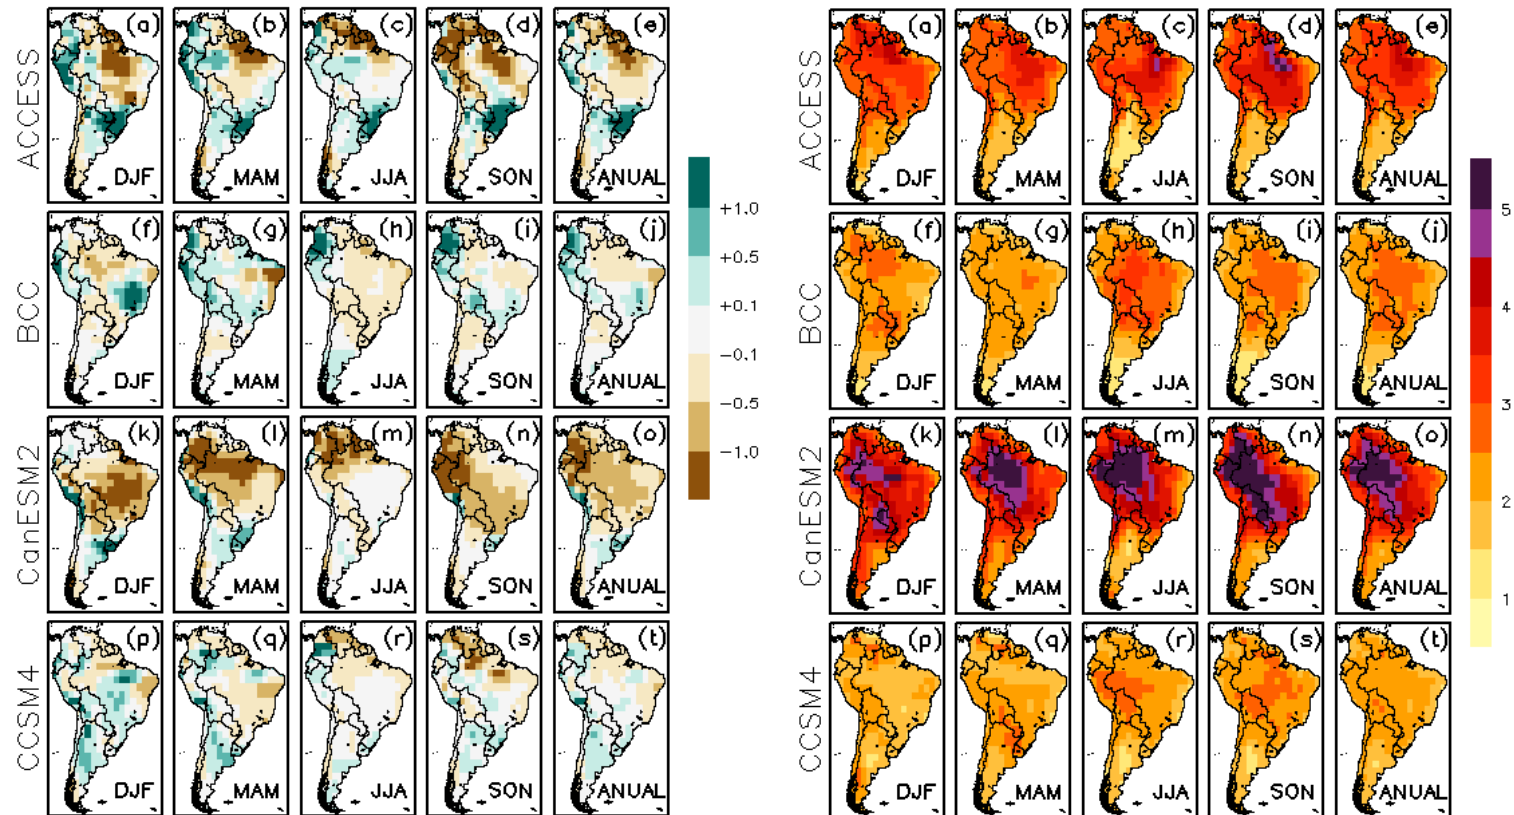 ACCESS
(a) (b) (c) (d) (e)
DJF MAM JJA SON ANUAL
BCC
(f) (g) (h) (i) (j)
DJF MAM JJA SON ANUAL
CanESM2
(k) (l) (m) (n) (o)
DJF MAM JJA SON ANUAL
CCSM4
(p) (q) (r) (s) (t)
DJF MAM JJA SON ANUAL
+1.0
+0.5
+0.1
−0.1
−0.5
−1.0
ACCESS
(a) (b) (c) (d) (e)
DJF MAM JJA SON ANUAL
BCC
(f) (g) (h) (i) (j)
DJF MAM JJA SON ANUAL
CanESM2
(k) (l) (m) (n) (o)
DJF MAM JJA SON ANUAL
CCSM4
(p) (q) (r) (s) (t)
DJF MAM JJA SON ANUAL
5
4
3
2
1